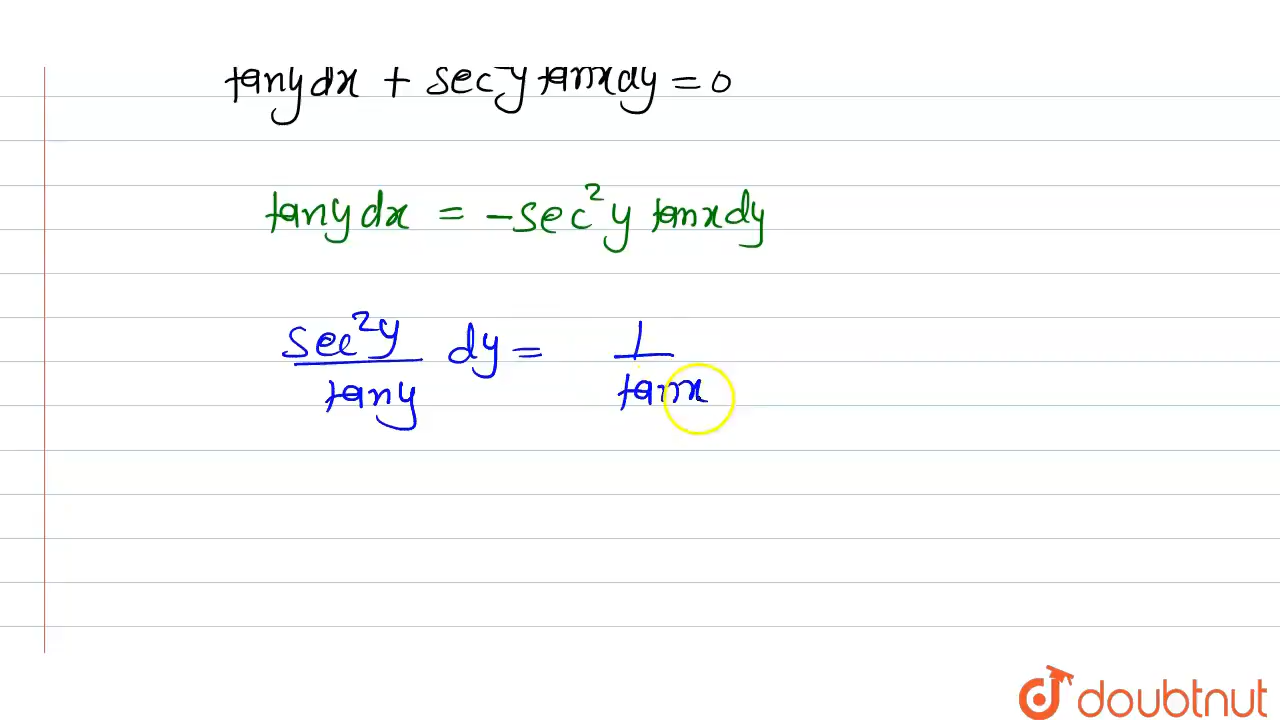 tany dx + sec²y tanx dy = 0
tany dx = - sec²y tanx dy
sec²y/tany dy = 1/tanx
doubtnut